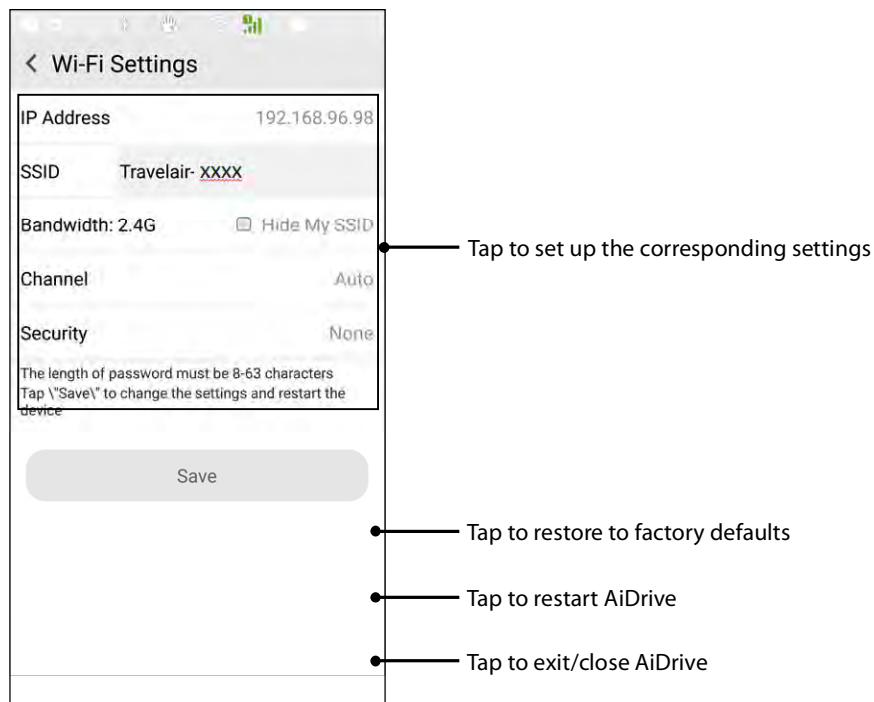 Wi-Fi Settings
IP Address 192.168.96.98
SSID Travelair- XXXX
Bandwidth: 2.4G Hide My SSID
Tap to set up the corresponding settings
Channel Auto
Security None
The length of password must be 8-63 characters
Tap \"Save\" to change the settings and restart the
device
Save
Tap to restore to factory defaults
Tap to restart AiDrive
Tap to exit/close AiDrive